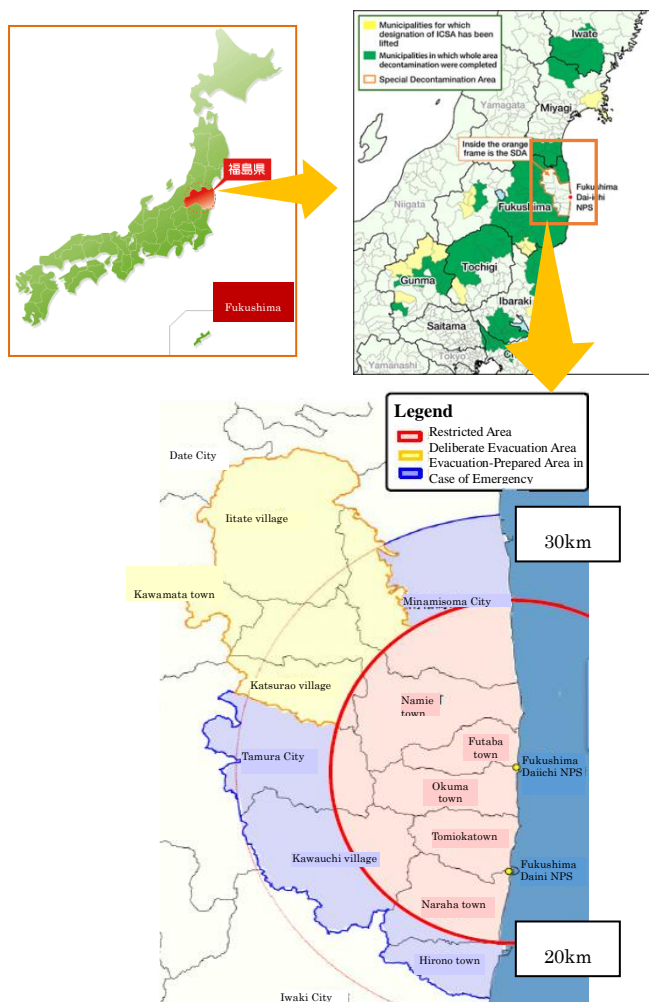 福島県
Fukushima
Municipalities for which
designation of ICSA has been
lifted
Municipalities in which whole area
decontamination were completed
Special Decontamination Area
Iwate
Yamagata
Miyagi
Inside the orange
frame is the SDA
Fukushima
Dai-ichi
NPS
Niigata
Fukushima
Tochigi
Gunma
Ibaraki
Saitama
Tokyo
Yamanashi
Legend
Restricted Area
Deliberate Evacuation Area
Evacuation-Prepared Area in
Case of Emergency
Date City
Iitate village
30km
Kawamata town
Minamisoma City
Katsurao village
Namie
town
Futaba
town
Tamura City
Fukushima
Daiichi NPS
Okuma
town
Tomiokatown
Kawauchi village
Fukushima
Daini NPS
Naraha town
20km
Hirono town
Iwaki City